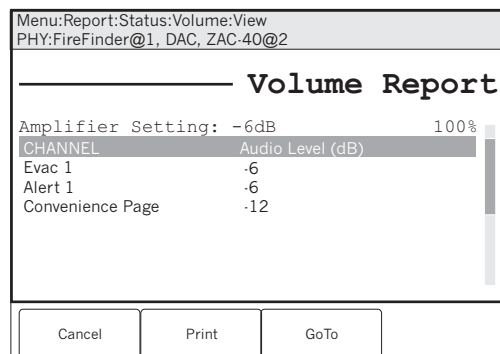 Menu:Report:Status:Volume:View
PHY:FireFinder@1, DAC, ZAC-40@2
Volume Report
Amplifier Setting: -6dB 100%
CHANNEL Audio Level (dB)
Evac 1 -6
Alert 1 -6
Convenience Page -12
Cancel Print GoTo